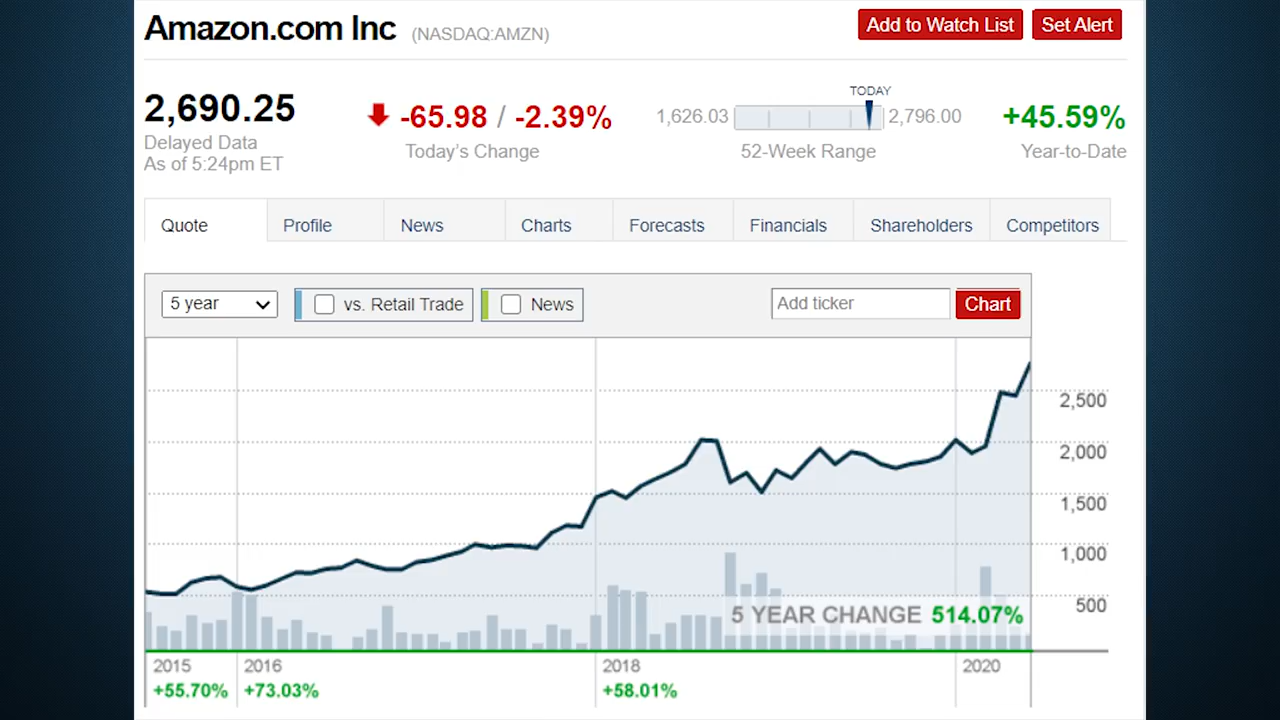 Amazon.com Inc (NASDAQ:AMZN)
Add to Watch List
Set Alert
2,690.25
Delayed Data
As of 5:24pm ET
-65.98 / -2.39%
Today's Change
TODAY
1,626.03
2,796.00
52-Week Range
+45.59%
Year-to-Date
Quote
Profile
News
Charts
Forecasts
Financials
Shareholders
Competitors
5 year
vs. Retail Trade
News
Add ticker
Chart
2,500
2,000
1,500
1,000
500
5 YEAR CHANGE 514.07%
2015
2016
2018
2020
+55.70%
+73.03%
+58.01%